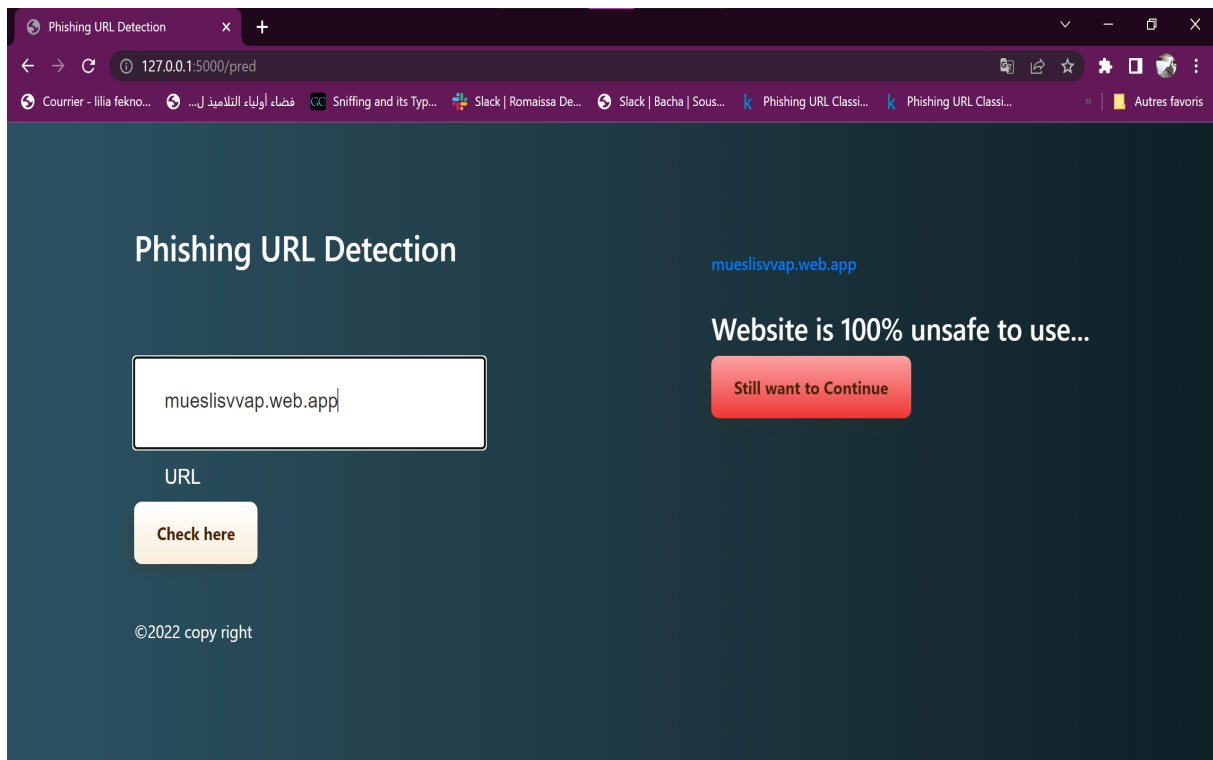 Phishing URL Detection
127.0.0.1:5000/pred
Courrier - lilia fekno...
فضاء أولياء التلاميذ ل...
GC Sniffing and its Typ...
Slack | Romaissa De...
Slack | Bacha | Sous...
k Phishing URL Classi...
k Phishing URL Classi...
»
Autres favoris
Phishing URL Detection
mueslisvvap.web.app
URL
Check here
©2022 copy right
mueslisvvap.web.app
Website is 100% unsafe to use...
Still want to Continue